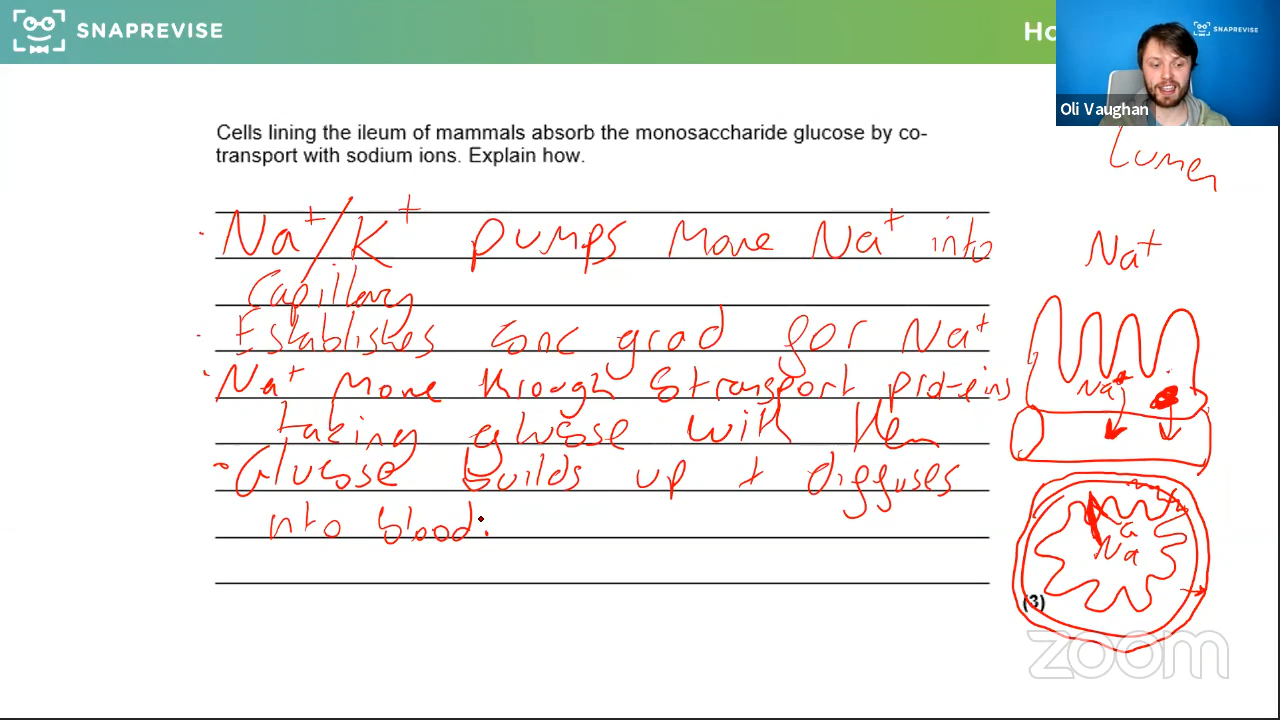 SNAPREVISE
Ho
SNAPREVISE
Oli Vaughan
Cells lining the ileum of mammals absorb the monosaccharide glucose by co-
transport with sodium ions. Explain how.
Lumen
· Na+/K+ pumps move Na+ into
Capillary
· Establishes conc grad for Na+
· Na+ move through transport proteins
taking glucose with them
· Glucose builds up + diffuses
into blood.
(3)
Na+
Na+
G
Na
zoom